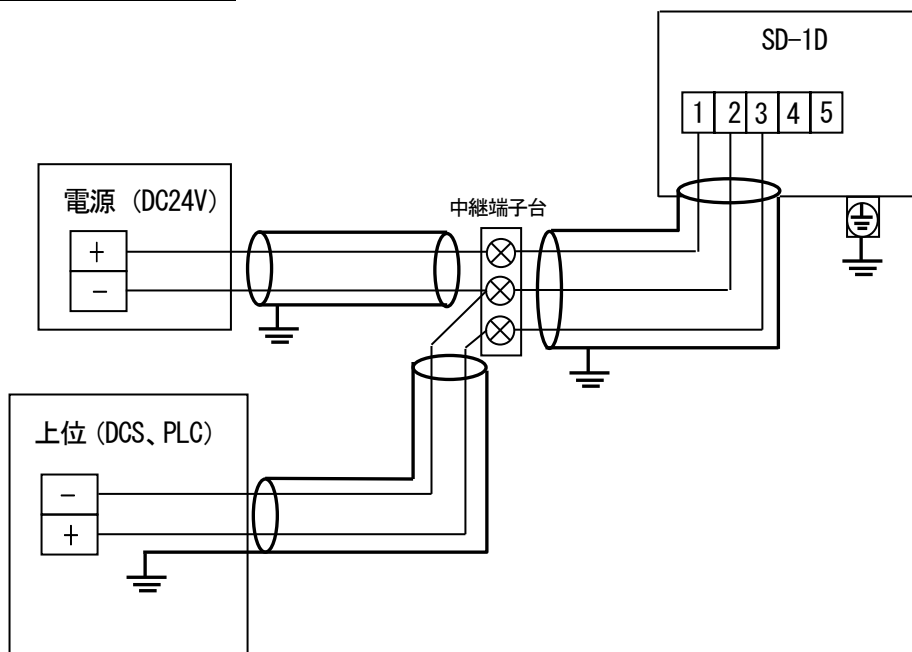 SD-1D
1 2 3 4 5
電源 (DC24V)
+
-
中継端子台
上位 (DCS、PLC)
-
+